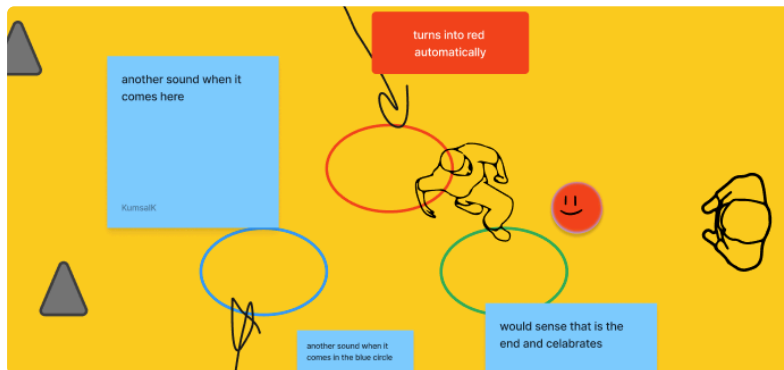 turns into red
automatically
another sound when it
comes here
KumsalK
would sense that is the
end and celabrates
another sound when it
comes in the blue circle